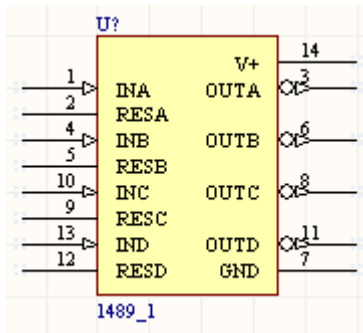 U?
V+ 14
1 INA OUTA 3
2 RESA
4 INB OUTB 6
5 RESB
10 INC OUTC 8
9 RESC
13 IND OUTD 11
12 RESD GND 7
1489_1